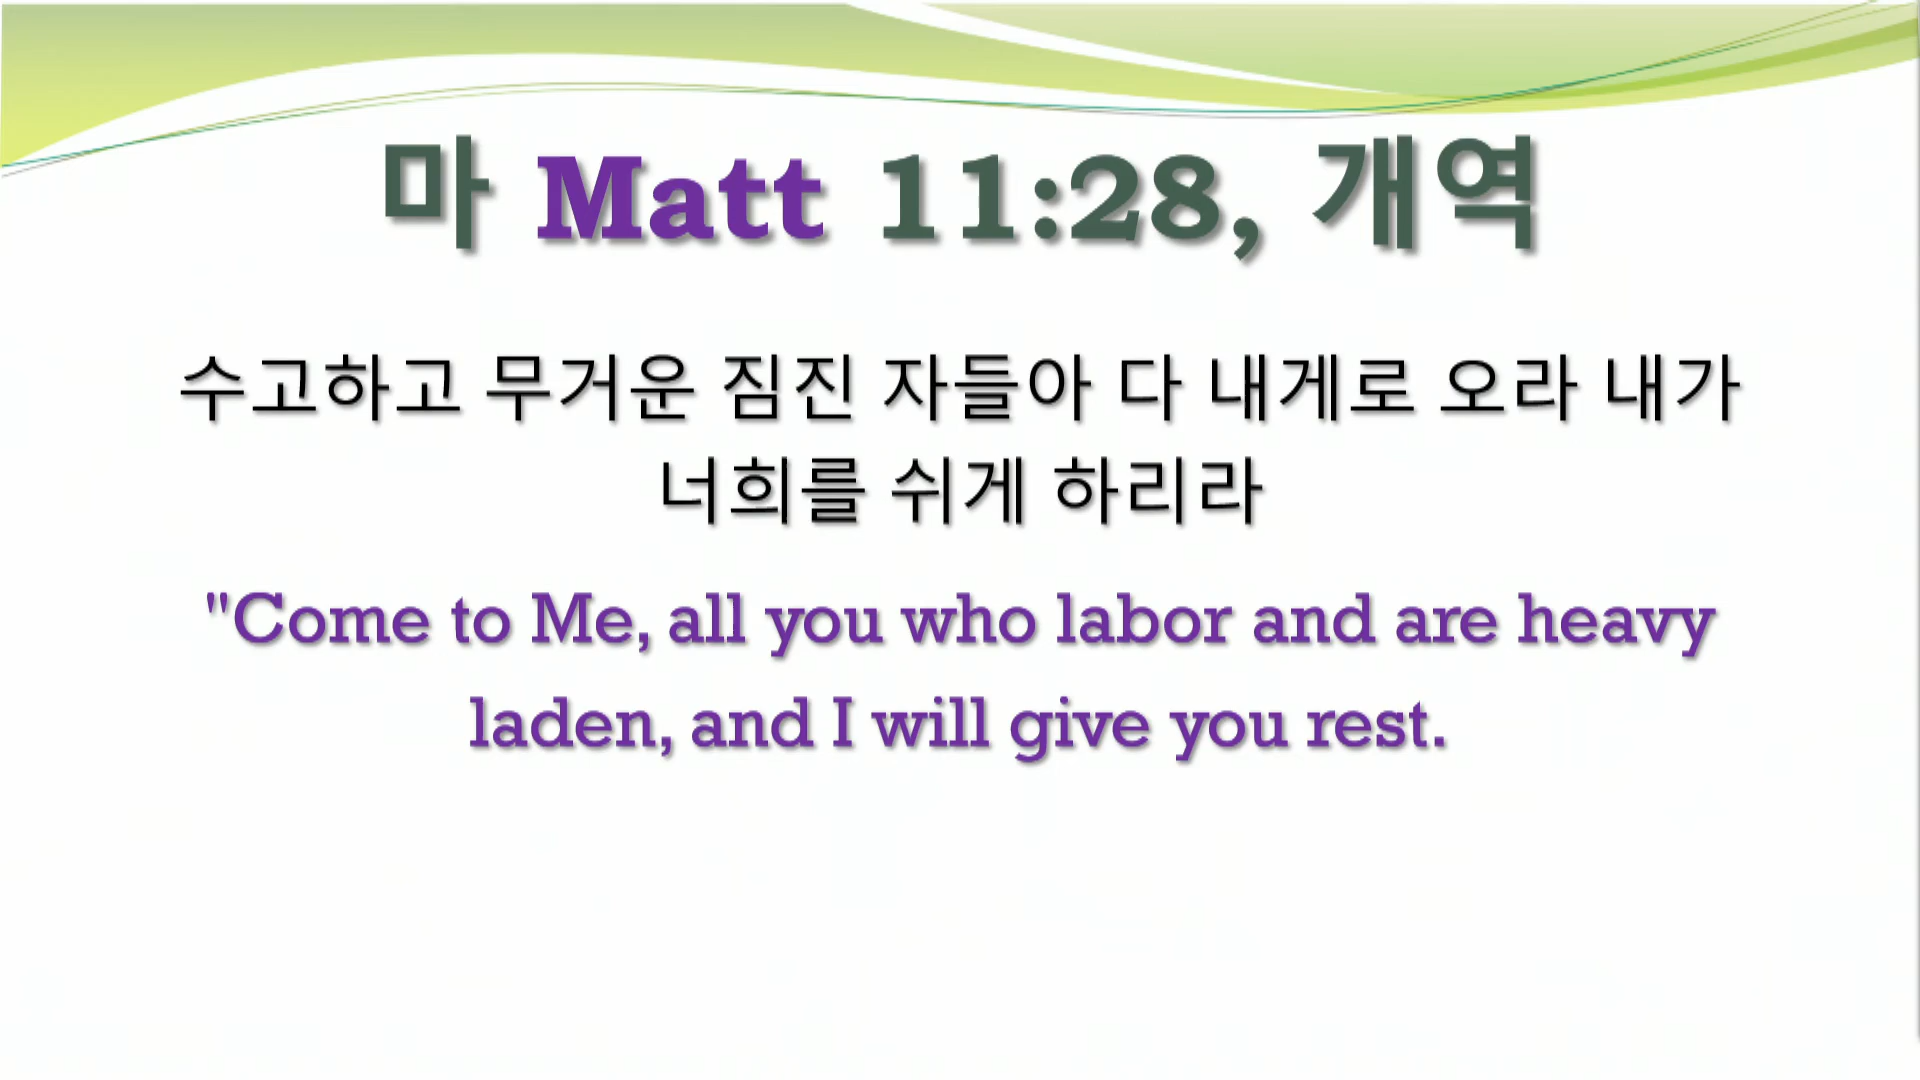 마 Matt 11:28, 개역
수고하고 무거운 짐진 자들아 다 내게로 오라 내가
너희를 쉬게 하리라
"Come to Me, all you who labor and are heavy
laden, and I will give you rest.